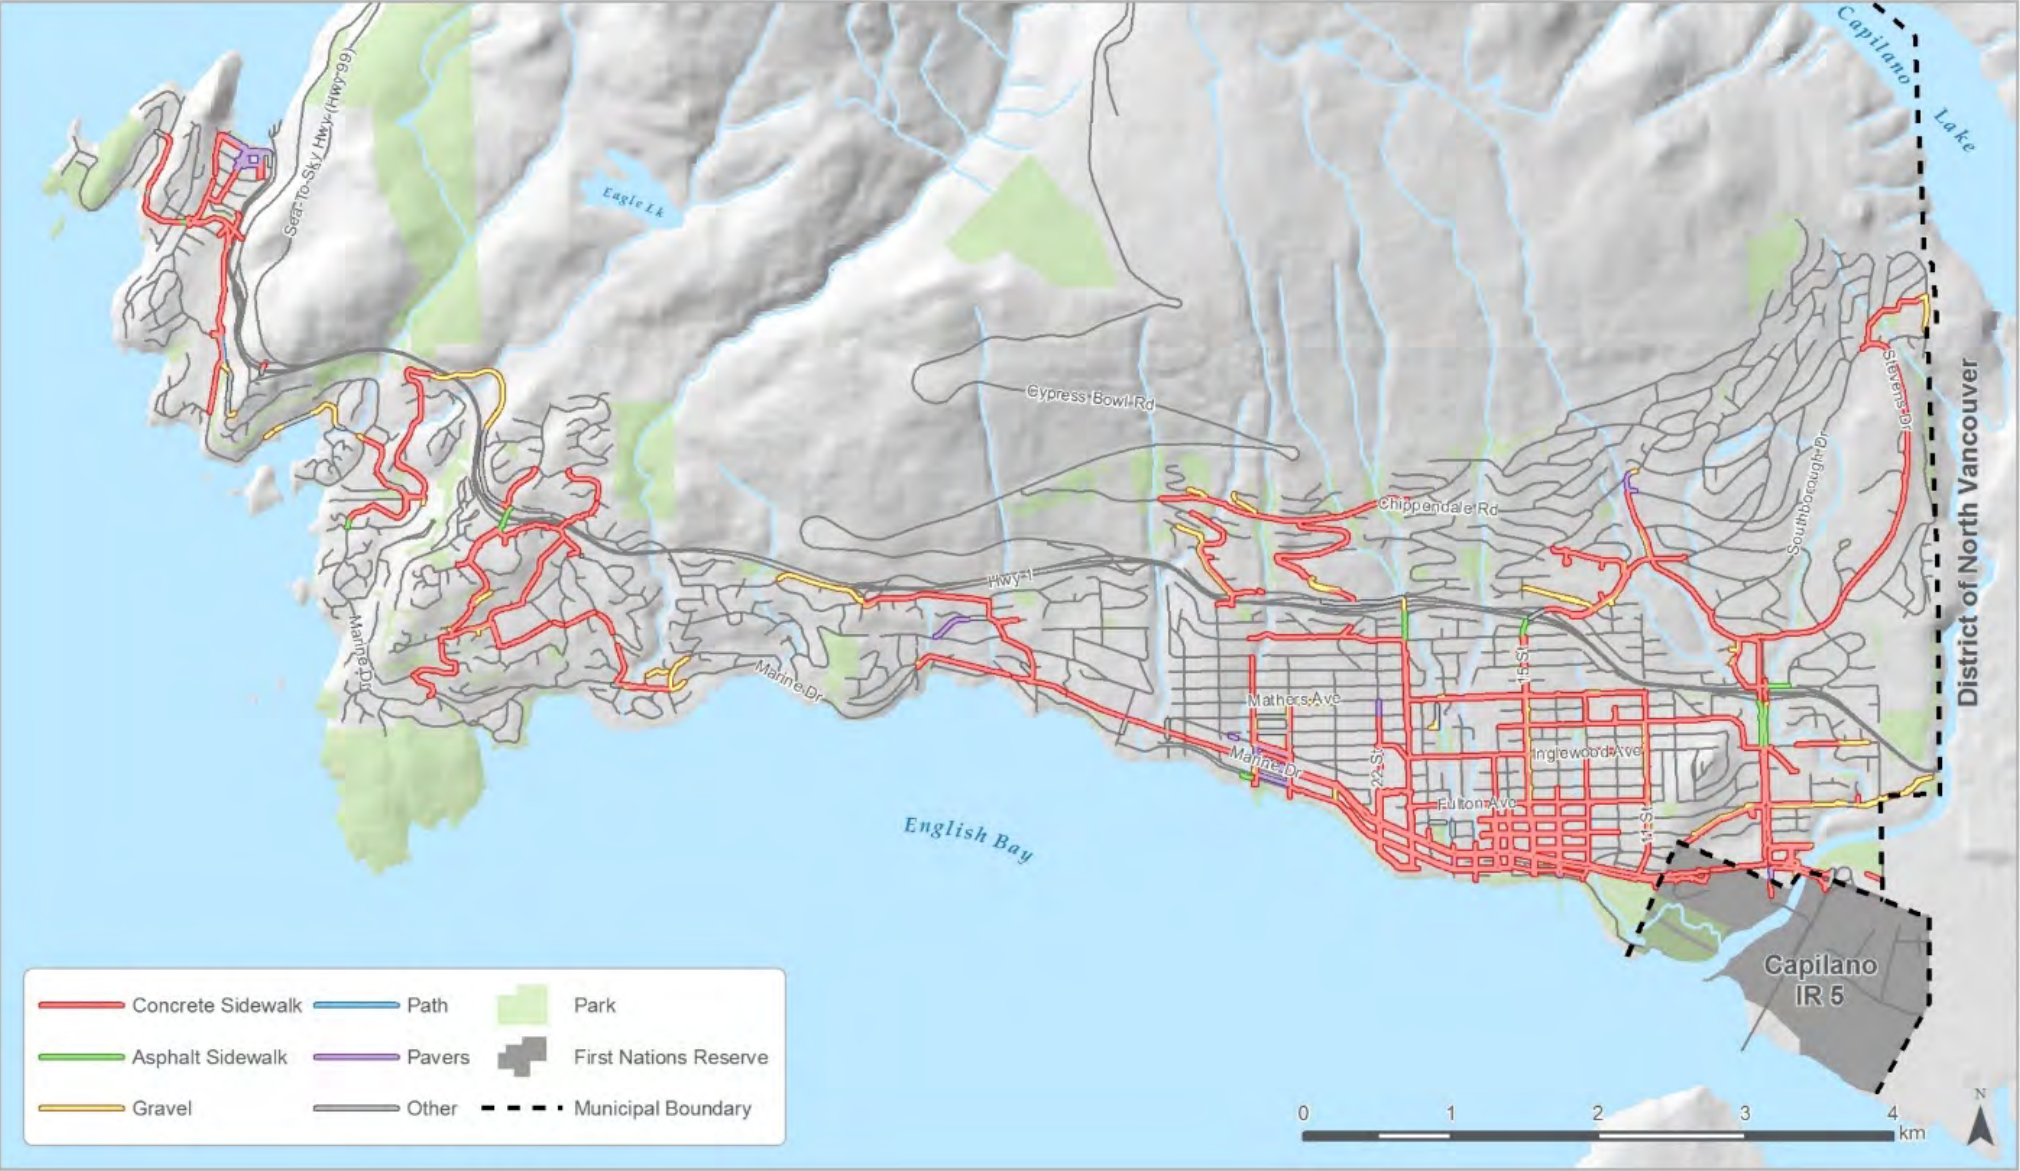 Capilano
Lake
Sea-To-Sky Hwy (Hwy 99)
Eagle Lk
Cypress Bowl Rd
Stevens Dr
District of North Vancouver
Southborough Dr
Chippendale Rd
Hwy 1
Marine Dr
Marine Dr
15 St
Mathers Ave
Marine Dr
22 St
Inglewood Ave
Fulton Ave
11 St
English Bay
Capilano
IR 5
Concrete Sidewalk
Path
Park
Asphalt Sidewalk
Pavers
First Nations Reserve
Gravel
Other
Municipal Boundary
0 1 2 3 4
km
N